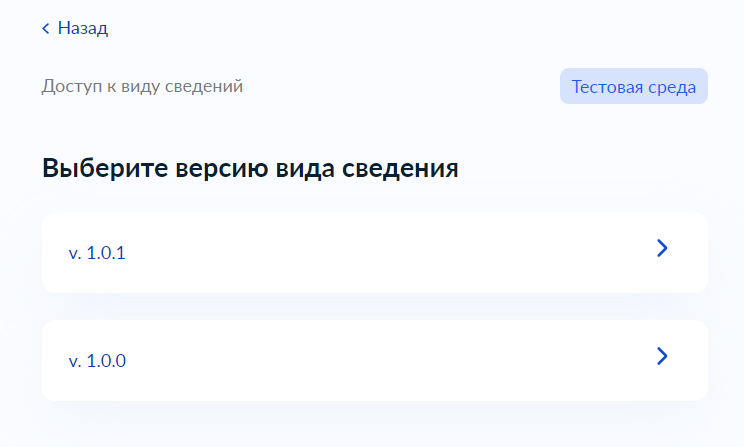 Назад
Доступ к виду сведений
Тестовая среда
Выберите версию вида сведения
v. 1.0.1
v. 1.0.0